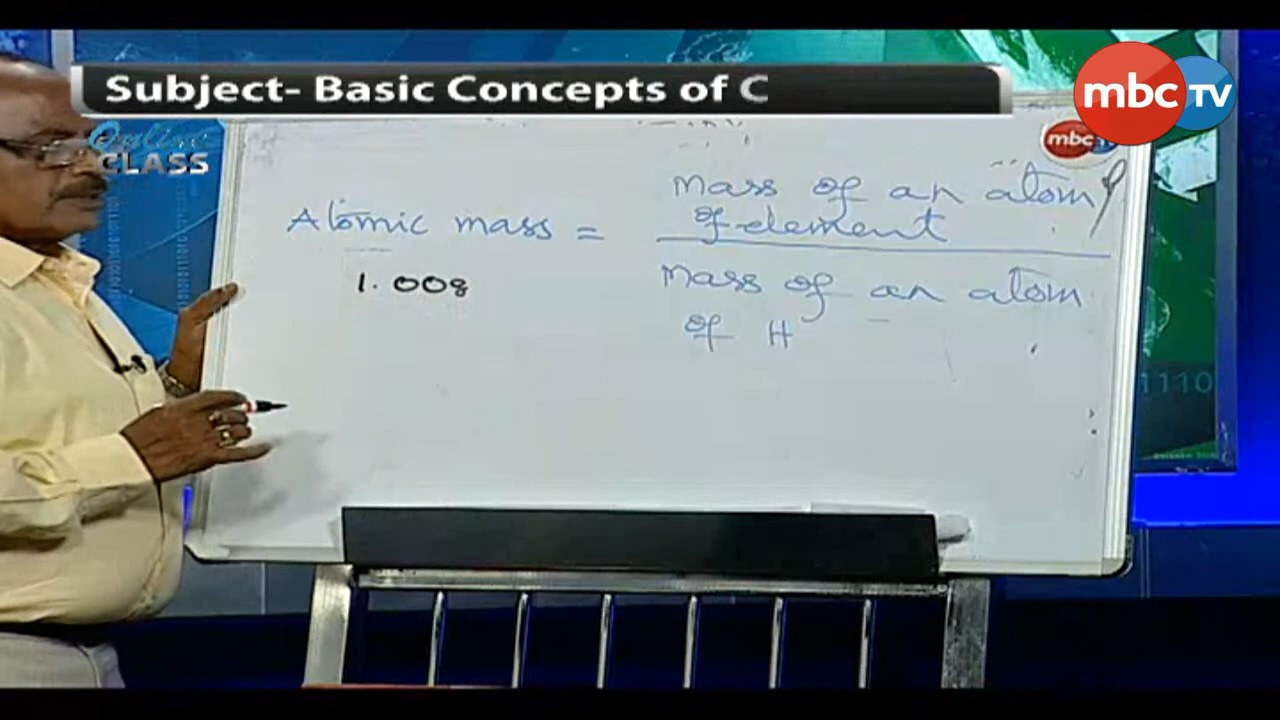 Subject- Basic Concepts of C
mbc TV
Online
CLASS
mbc
Mass of an atom
Atomic mass = of element
1.008
Mass of an atom
of H
1110